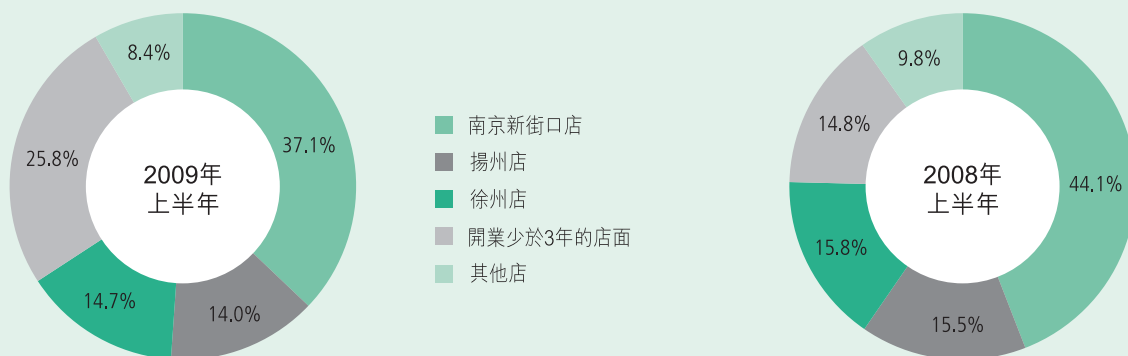 8.4%
37.1%
25.8%
14.7%
14.0%
2009年
上半年
南京新街口店
揚州店
徐州店
開業少於3年的店面
其他店
9.8%
14.8%
44.1%
15.8%
15.5%
2008年
上半年